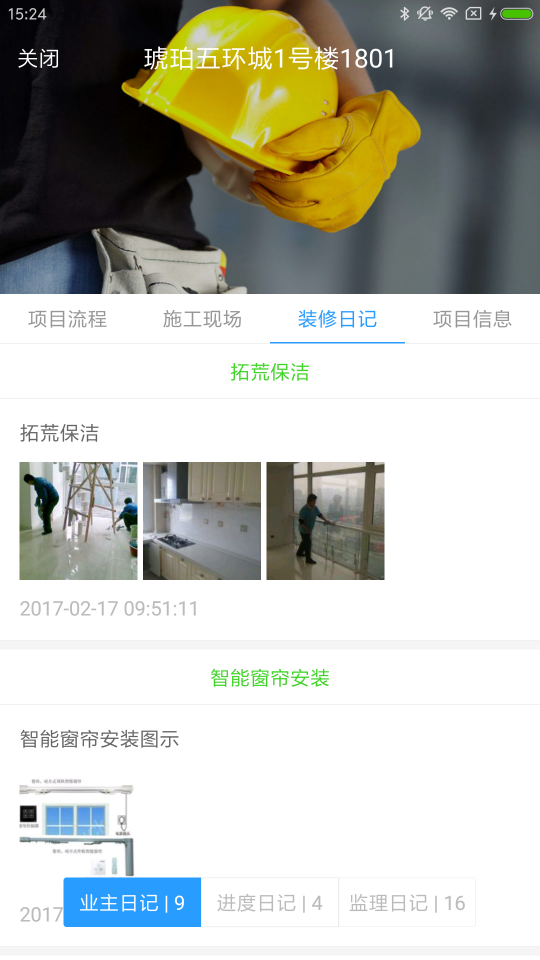 15:24
关闭
琥珀五环城1号楼1801
项目流程
施工现场
装修日记
项目信息
拓荒保洁
拓荒保洁
2017-02-17 09:51:11
智能窗帘安装
智能窗帘安装图示
2017
业主日记 | 9
进度日记 | 4
监理日记 | 16